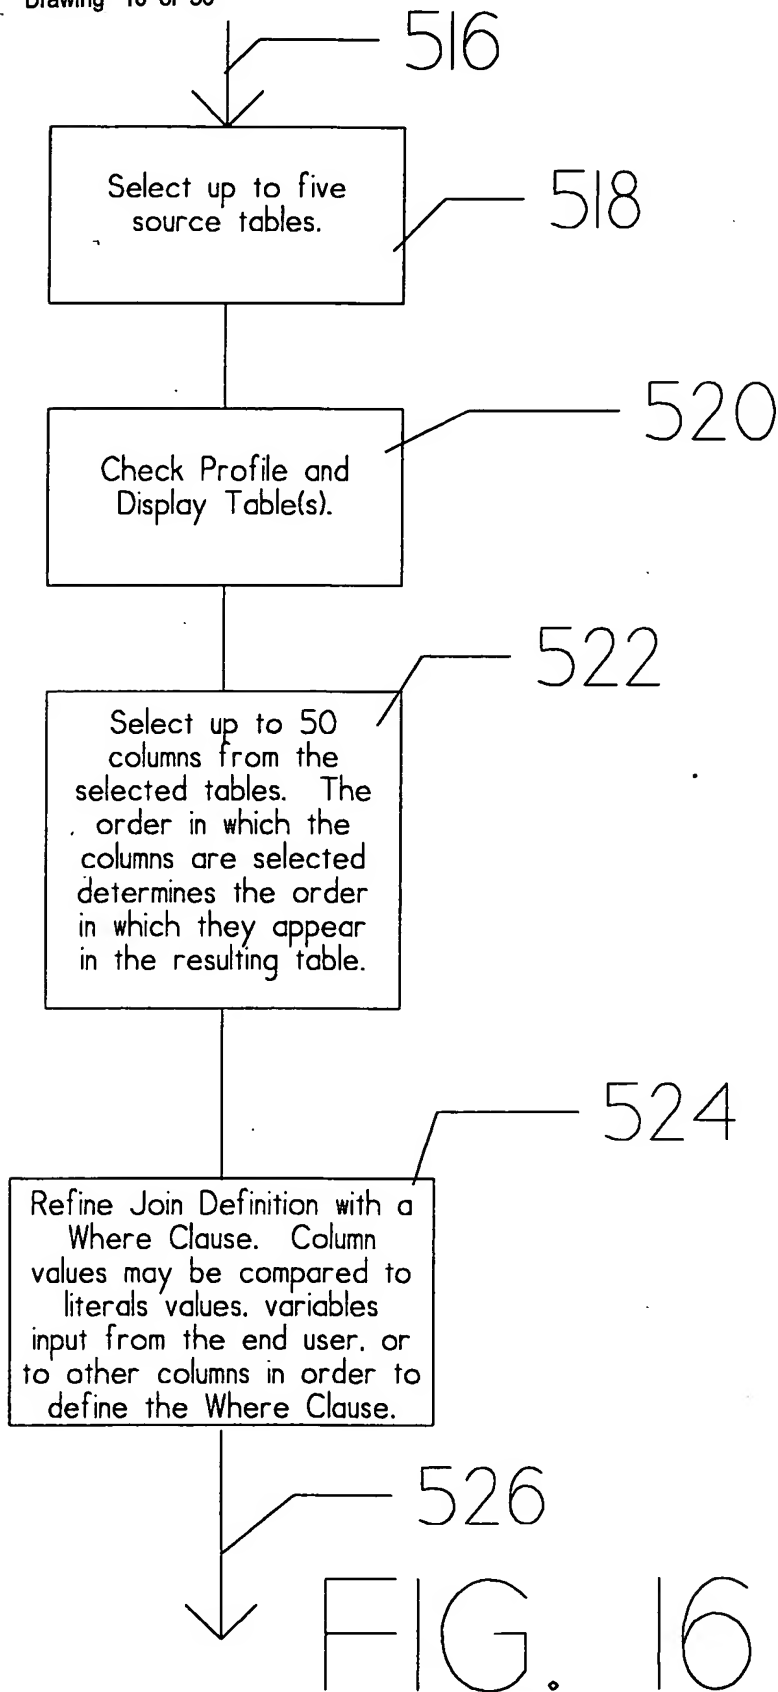 Drawing 16 of 30
516
Select up to five
source tables.
518
520
Check Profile and
Display Table(s).
522
Select up to 50
columns from the
selected tables. The
order in which the
columns are selected
determines the order
in which they appear
in the resulting table.
524
Refine Join Definition with a
Where Clause. Column
values may be compared to
literals values. variables
input from the end user. or
to other columns in order to
define the Where Clause.
526
FIG. 16